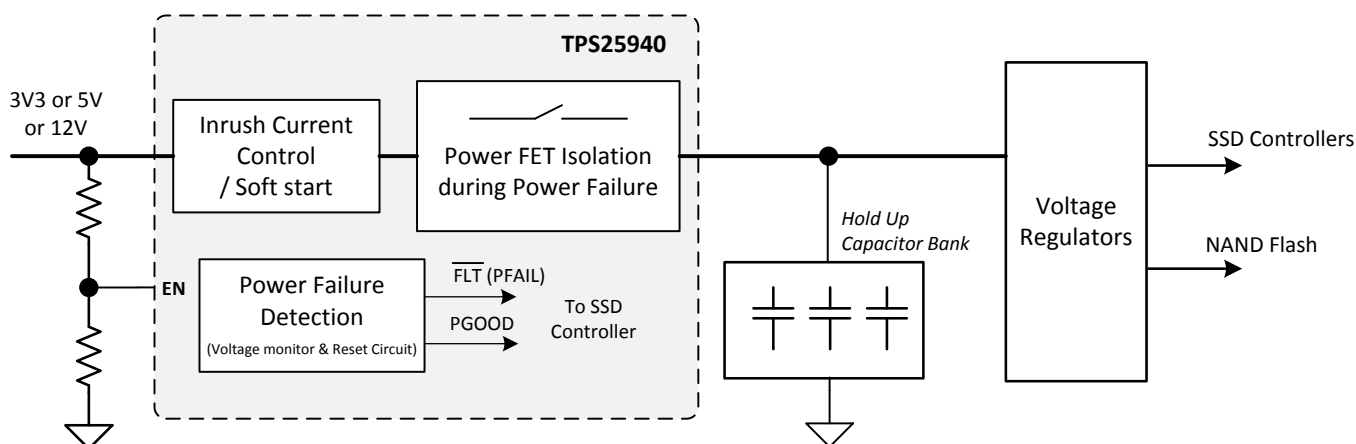 TPS25940
3V3 or 5V
or 12V
Inrush Current
Control
/ Soft start
Power FET Isolation
during Power Failure
SSD Controllers
Voltage
Regulators
NAND Flash
Hold Up
Capacitor Bank
EN
Power Failure
Detection
(Voltage monitor & Reset Circuit)
FLT (PFAIL)
PGOOD
To SSD
Controller